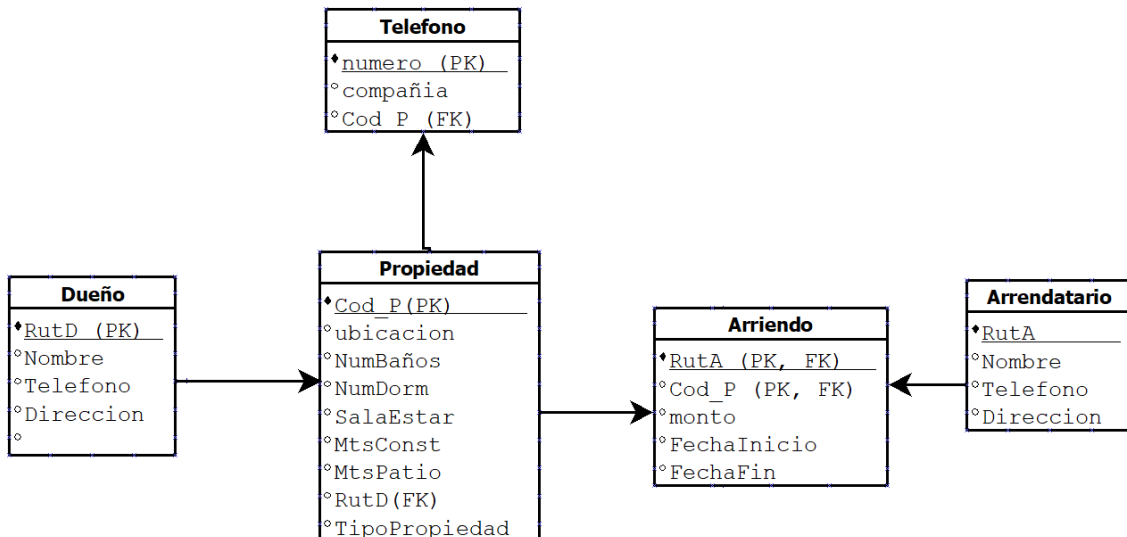 Telefono
numero (PK)
compañia
Cod_P (FK)
Dueño
RutD (PK)
Nombre
Telefono
Direccion
Propiedad
Cod_P(PK)
ubicacion
NumBaños
NumDorm
SalaEstar
MtsConst
MtsPatio
RutD(FK)
TipoPropiedad
Arriendo
RutA (PK, FK)
Cod_P (PK, FK)
monto
FechaInicio
FechaFin
Arrendatario
RutA
Nombre
Telefono
Direccion